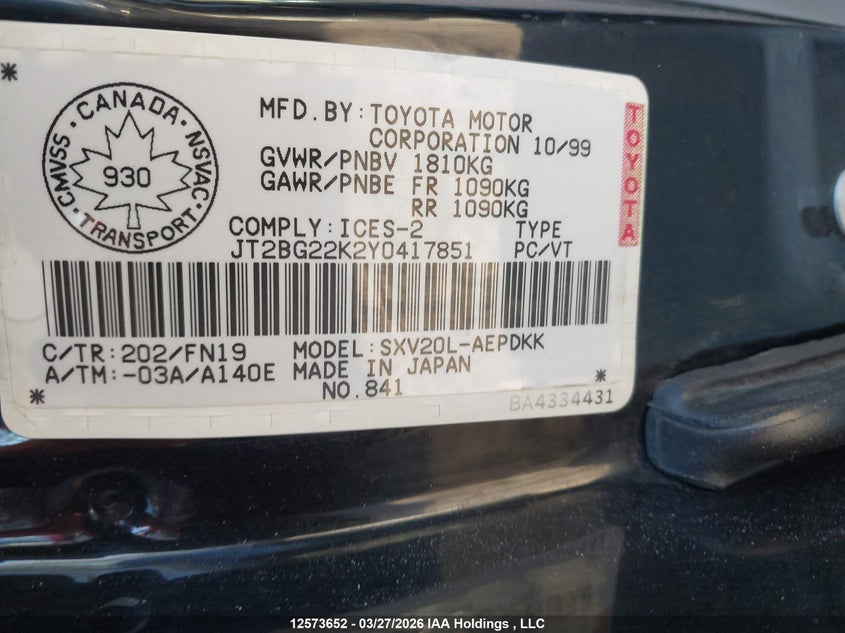 * CANADA
CMVSS NSVAC
930
TRANSPORT
MFD.BY:TOYOTA MOTOR
CORPORATION 10/99
GVWR/PNBV 1810KG
GAWR/PNBE FR 1090KG
RR 1090KG
COMPLY:ICES-2 TYPE
JT2BG22K2Y0417851 PC/VT
TOYOTA
C/TR:202/FN19 MODEL:SXV20L-AEPDKK
A/TM:-03A/A140E MADE IN JAPAN
* NO.841 *
BA4334431
12573652 - 03/27/2026 IAA Holdings , LLC